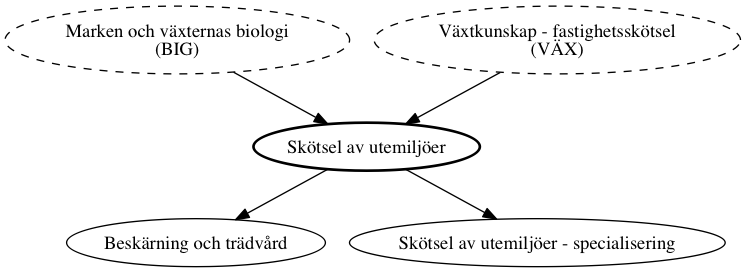 Marken och växternas biologi
(BIG)
Växtkunskap - fastighetsskötsel
(VÄX)
Skötsel av utemiljöer
Beskärning och trädvård
Skötsel av utemiljöer - specialisering